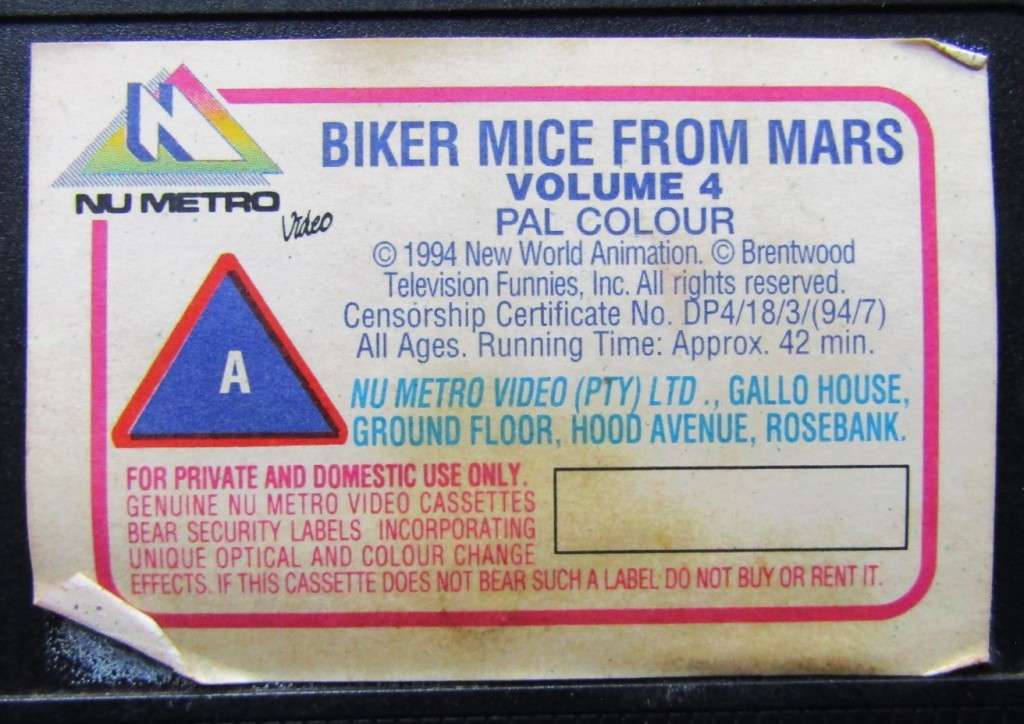 N
NU METRO
Video
BIKER MICE FROM MARS
VOLUME 4
PAL COLOUR
© 1994 New World Animation. © Brentwood
Television Funnies, Inc. All rights reserved.
Censorship Certificate No. DP4/18/3/(94/7)
All Ages. Running Time: Approx. 42 min.
A
NU METRO VIDEO (PTY) LTD ., GALLO HOUSE,
GROUND FLOOR, HOOD AVENUE, ROSEBANK.
FOR PRIVATE AND DOMESTIC USE ONLY.
GENUINE NU METRO VIDEO CASSETTES
BEAR SECURITY LABELS INCORPORATING
UNIQUE OPTICAL AND COLOUR CHANGE
EFFECTS. IF THIS CASSETTE DOES NOT BEAR SUCH A LABEL DO NOT BUY OR RENT IT.